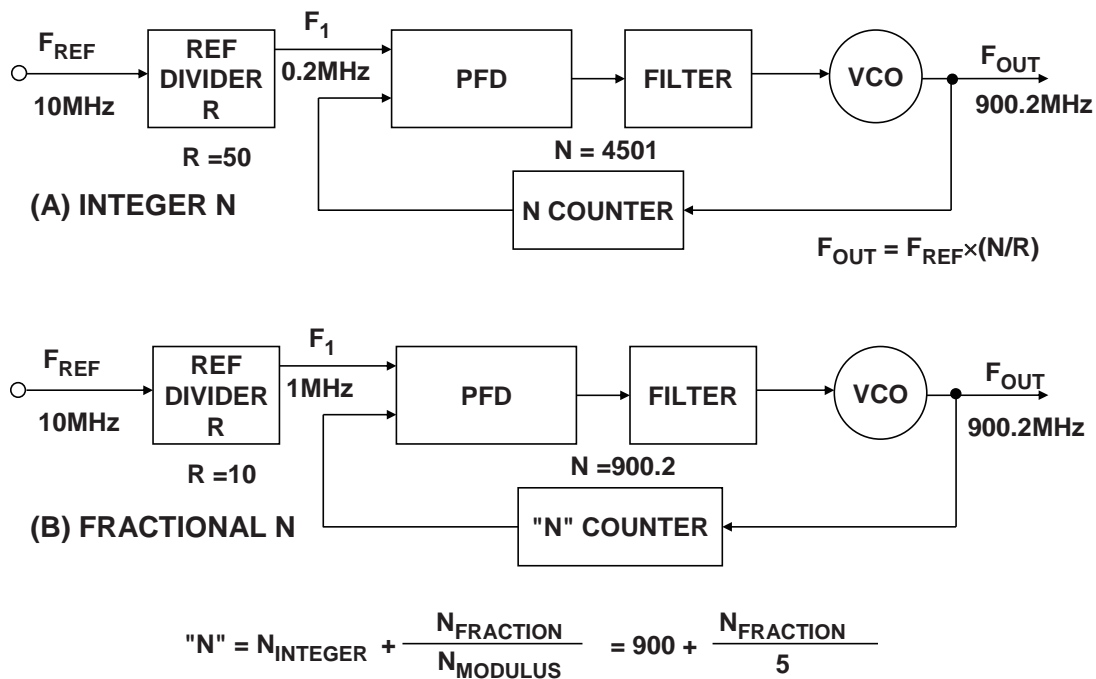 F_REF
10MHz
REF
DIVIDER
R
R =50
F_1
0.2MHz
PFD
FILTER
VCO
F_OUT
900.2MHz
N = 4501
N COUNTER
(A) INTEGER N
F_OUT = F_REF×(N/R)
F_REF
10MHz
REF
DIVIDER
R
R =10
F_1
1MHz
PFD
FILTER
VCO
F_OUT
900.2MHz
N =900.2
"N" COUNTER
(B) FRACTIONAL N
"N" = N_INTEGER + N_FRACTION / N_MODULUS = 900 + N_FRACTION / 5